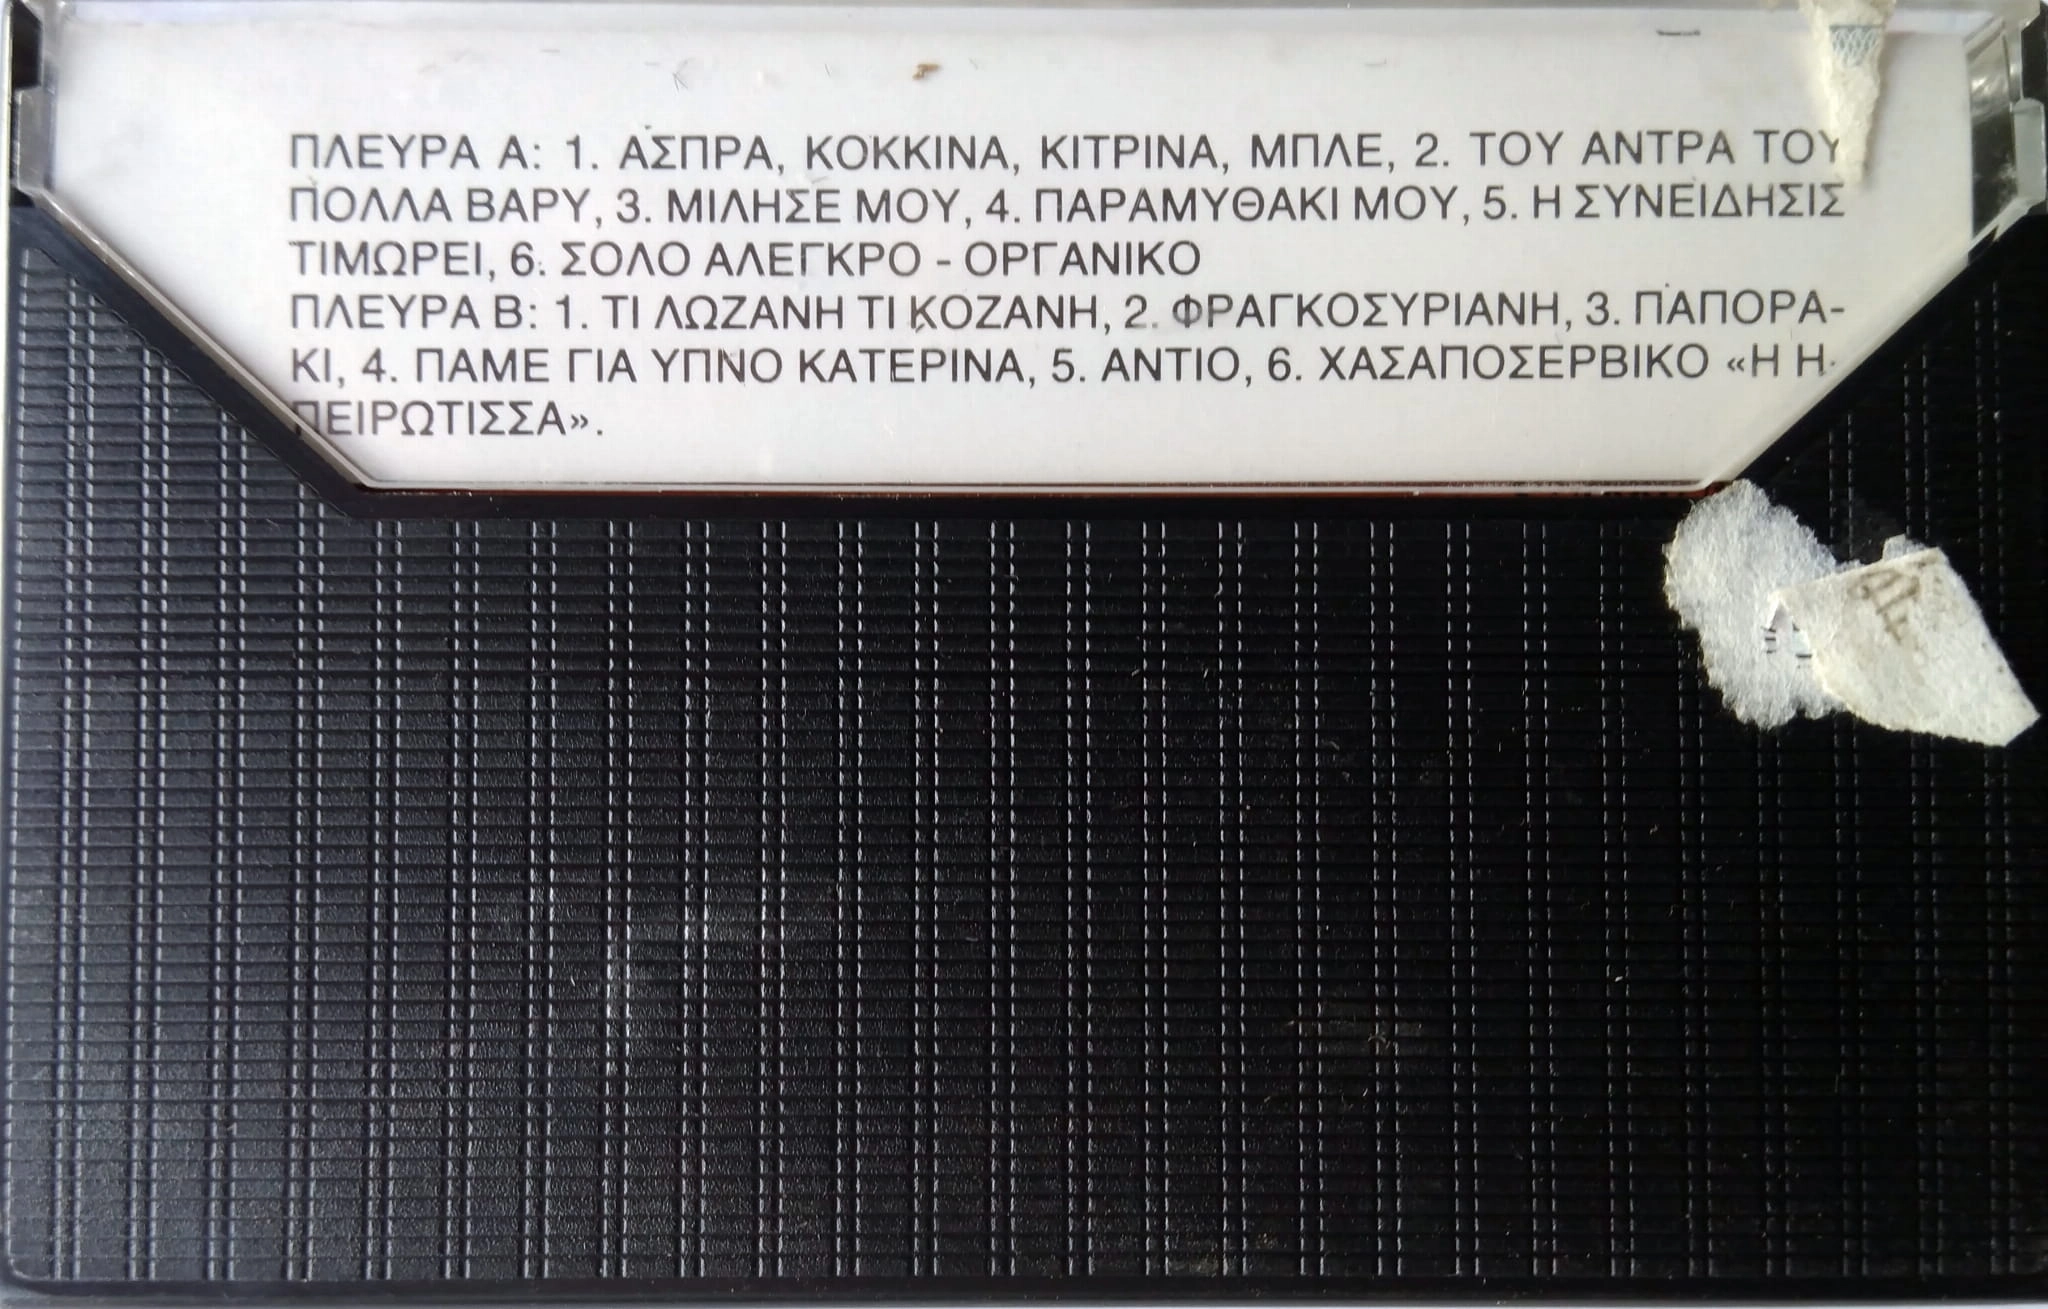 ΠΛΕΥΡΑ Α: 1. ΑΣΠΡΑ, ΚΟΚΚΙΝΑ, ΚΙΤΡΙΝΑ, ΜΠΛΕ, 2. ΤΟΥ ΑΝΤΡΑ ΤΟΥ
ΠΟΛΛΑ ΒΑΡΥ, 3. ΜΙΛΗΣΕ ΜΟΥ, 4. ΠΑΡΑΜΥΘΑΚΙ ΜΟΥ, 5. Η ΣΥΝΕΙΔΗΣΙΣ
ΤΙΜΩΡΕΙ, 6. ΣΟΛΟ ΑΛΕΓΚΡΟ - ΟΡΓΑΝΙΚΟ
ΠΛΕΥΡΑ Β: 1. ΤΙ ΛΩΖΑΝΗ ΤΙ ΚΟΖΑΝΗ, 2. ΦΡΑΓΚΟΣΥΡΙΑΝΗ, 3. ΠΑΠΟΡΑ-
ΚΙ, 4. ΠΑΜΕ ΓΙΑ ΥΠΝΟ ΚΑΤΕΡΙΝΑ, 5. ΑΝΤΙΟ, 6. ΧΑΣΑΠΟΣΕΡΒΙΚΟ «Η Η-
ΠΕΙΡΩΤΙΣΣΑ».